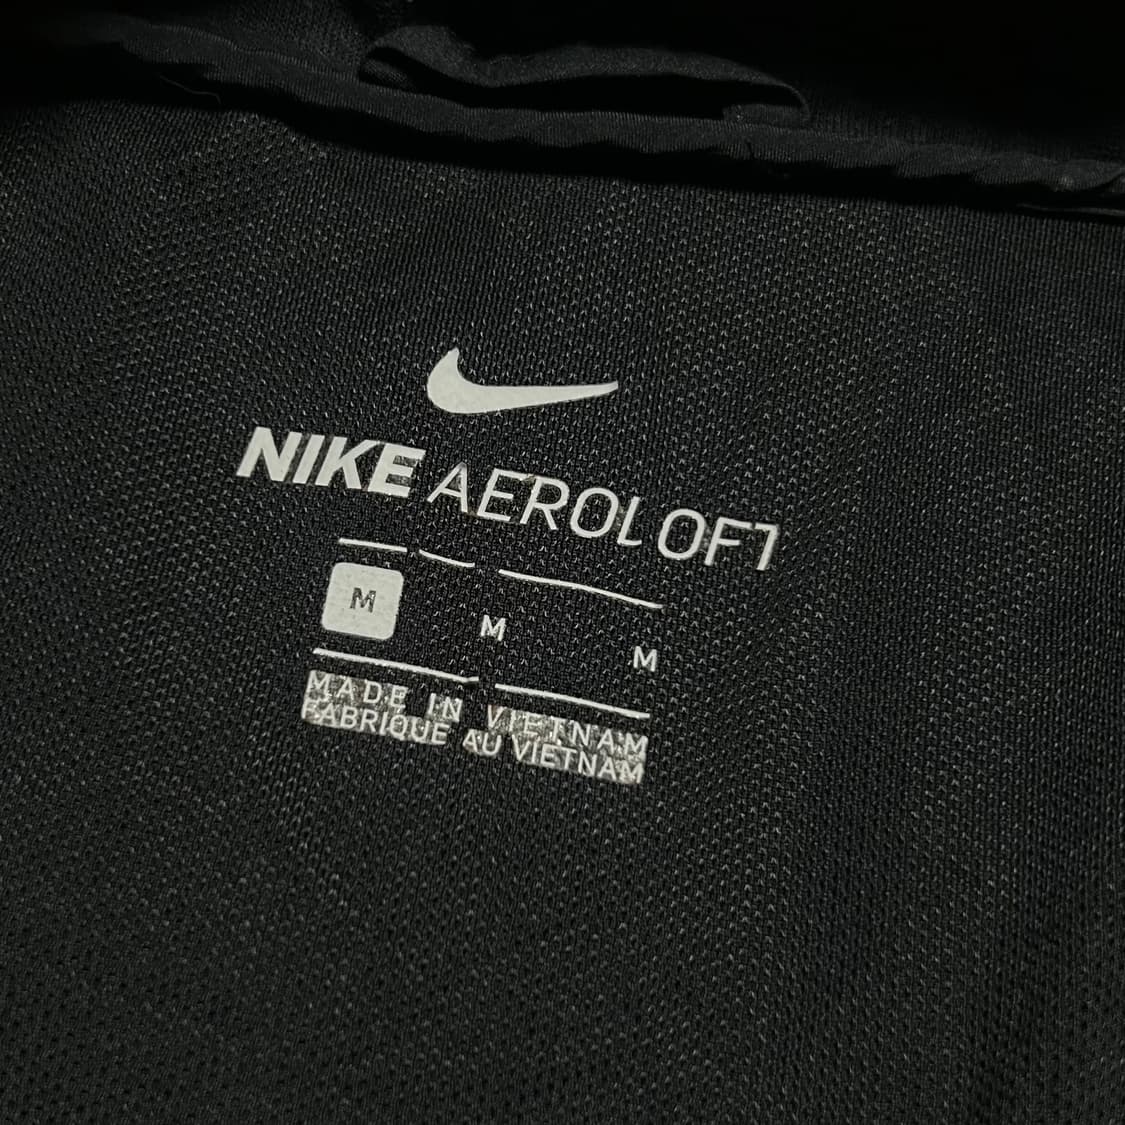 NIKE AEROLOFT
M M M
MADE IN VIETNAM
FABRIQUE AU VIETNAM